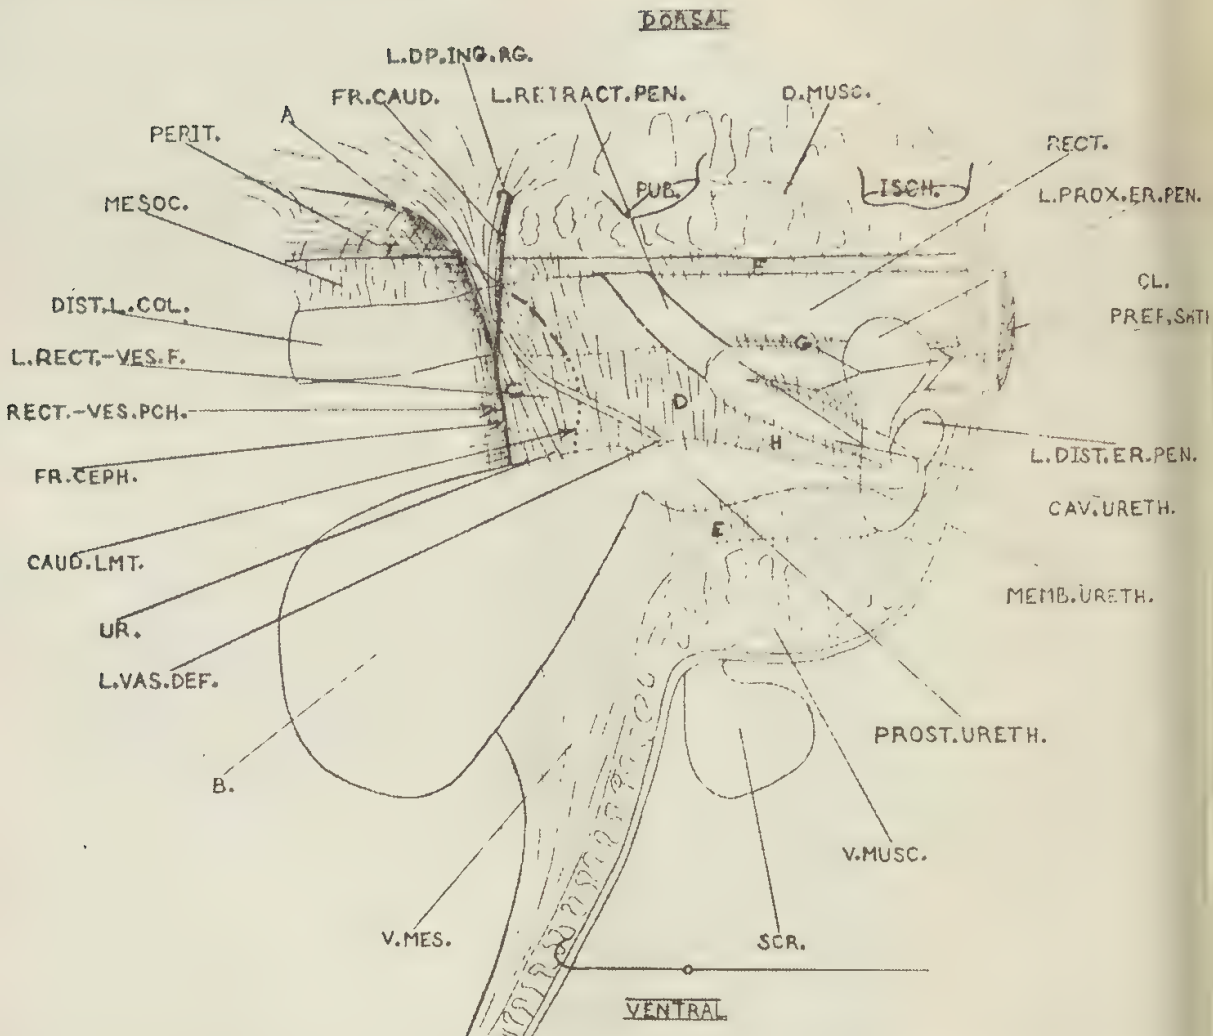 DORSAL
L.DP.ING.RG.
FR.CAUD.
L.RETRACT.PEN.
D.MUSC.
A
PERIT.
RECT.
PUB.
ISCH.
L.PROX.ER.PEN.
MESOC.
F
CL.
DIST.L.COL.
PREF,
G
L.RECT.-VES.F.
C
D
RECT.-VES.PCH.
H
L.DIST.ER.PEN.
FR.CEPH.
CAV.URETH.
E
CAUD.LMT.
MEMB.URETH.
UR.
L.VAS.DEF.
PROST.URETH.
B.
V.MUSC.
V.MES.
SCR.
VENTRAL